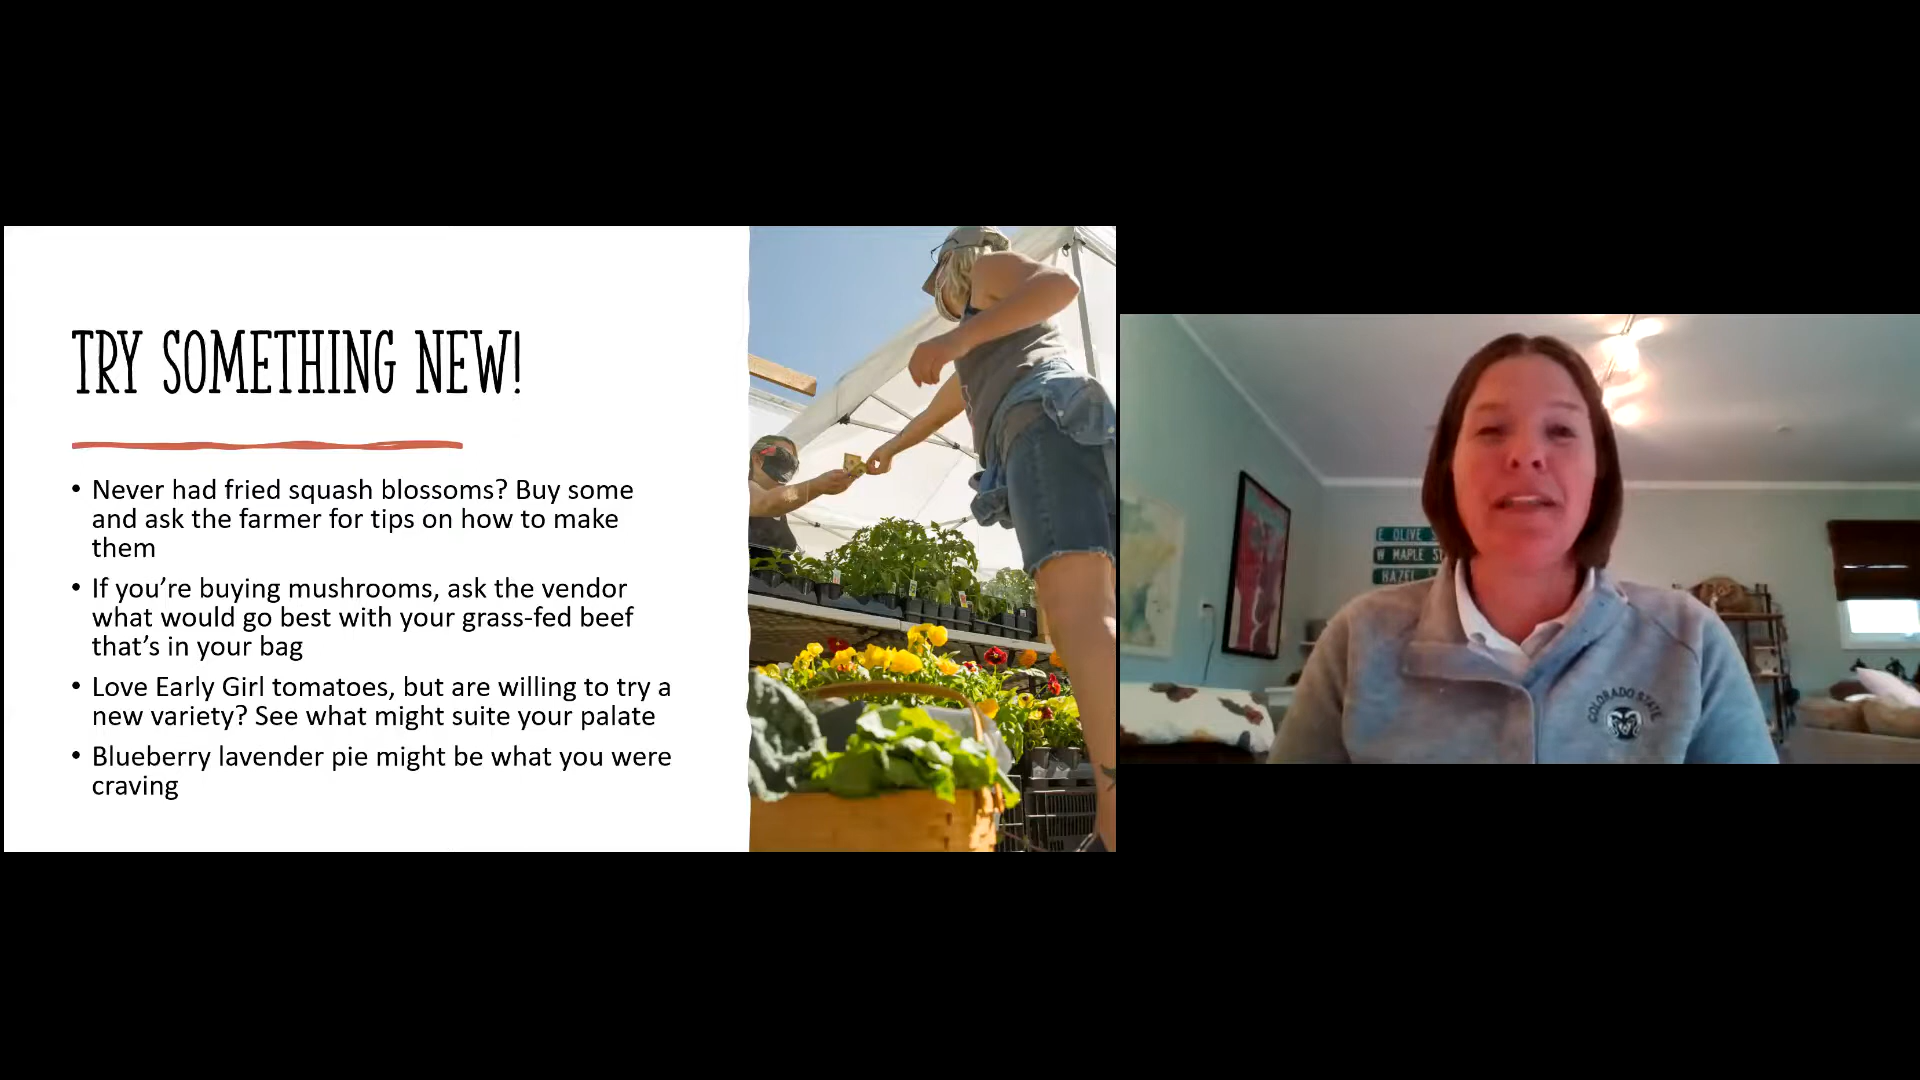 TRY SOMETHING NEW!
• Never had fried squash blossoms? Buy some
and ask the farmer for tips on how to make
them
• If you’re buying mushrooms, ask the vendor
what would go best with your grass-fed beef
that’s in your bag
• Love Early Girl tomatoes, but are willing to try a
new variety? See what might suite your palate
• Blueberry lavender pie might be what you were
craving
E OLIVE S
W MAPLE ST
HAZEL
COLORADO STATE